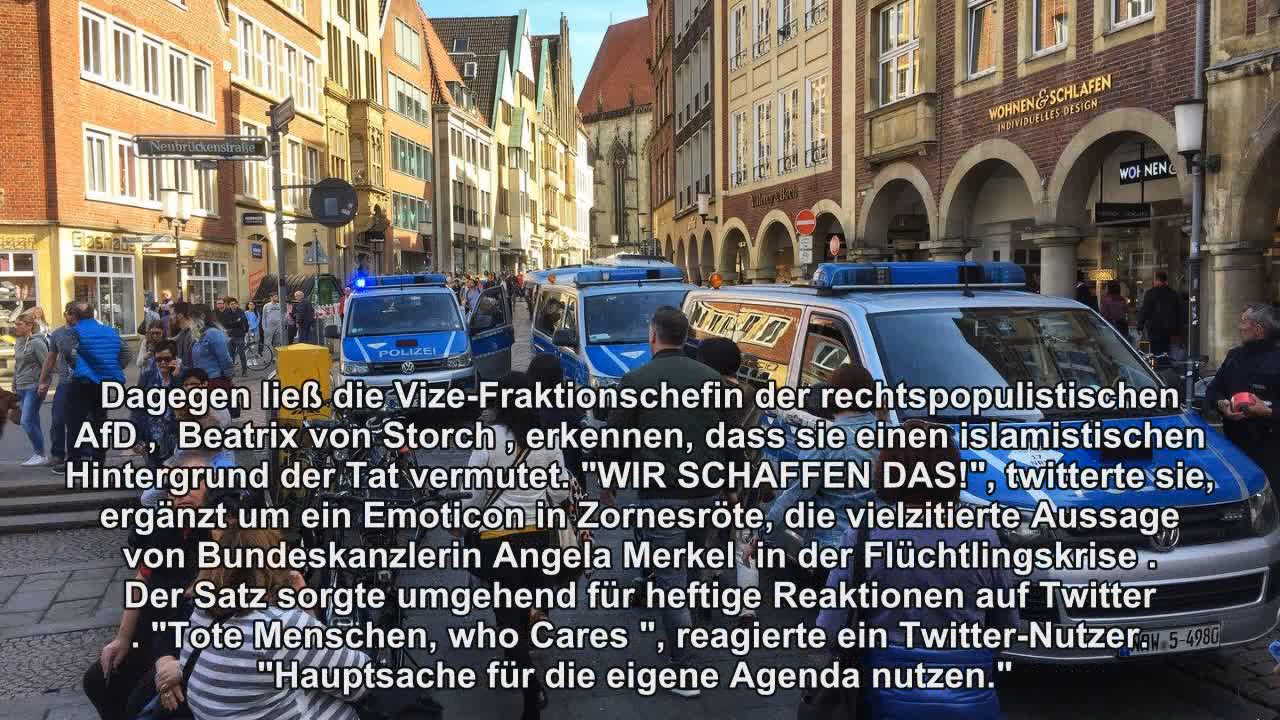 Neubrückenstraße
WOHNEN&SCHLAFEN
INDIVIDUELLES DESIGN
WOHNEN
POLIZEI
Dagegen ließ die Vize-Fraktionschefin der rechtspopulistischen
AfD , Beatrix von Storch , erkennen, dass sie einen islamistischen
Hintergrund der Tat vermutet. "WIR SCHAFFEN DAS!", twitterte sie,
ergänzt um ein Emoticon in Zornesröte, die vielzitierte Aussage
von Bundeskanzlerin Angela Merkel in der Flüchtlingskrise .
Der Satz sorgte umgehend für heftige Reaktionen auf Twitter
. "Tote Menschen, who Cares ", reagierte ein Twitter-Nutzer.
"Hauptsache für die eigene Agenda nutzen."